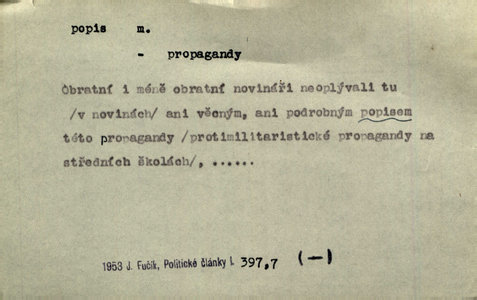 popis m.
- propagandy
Obratní i méně obratní novináři neoplývali tu
/v novinách/ ani věcným, ani podrobným popisem
této propagandy /protimilitaristické propagandy na
středních školách/, ......
1953 J. Fučík, Politické články I. 397,7 (—)